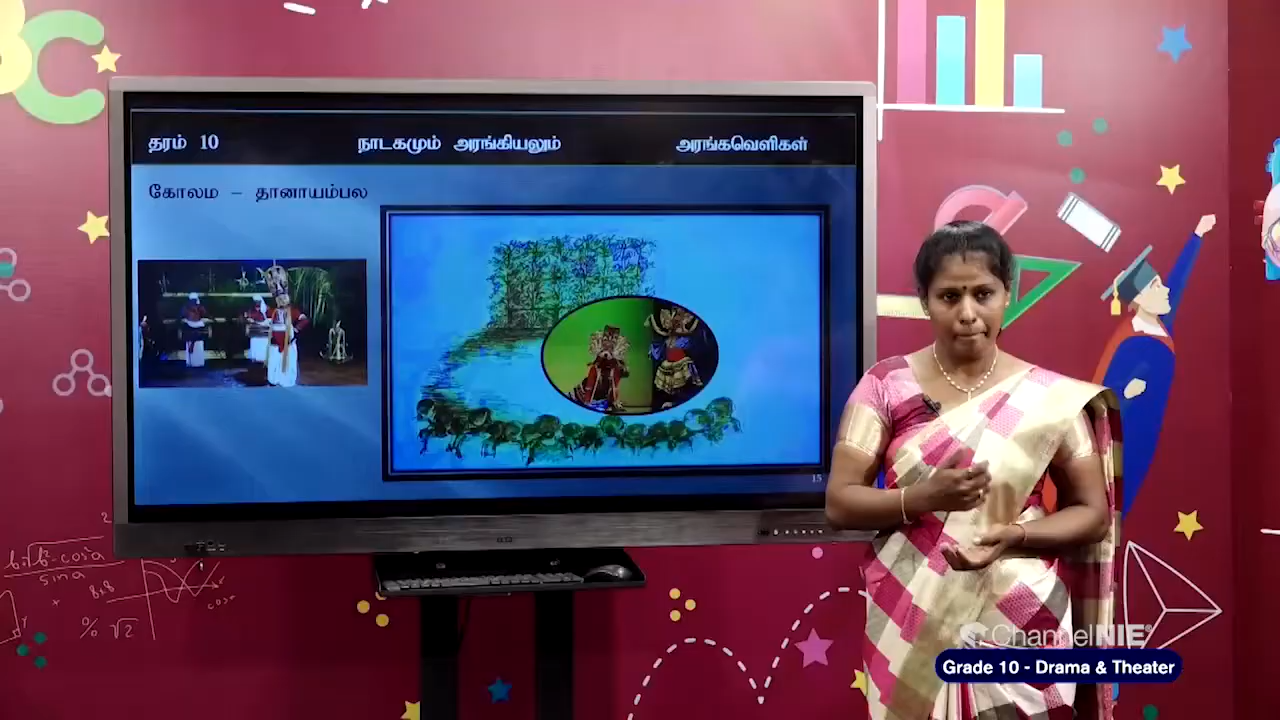 தரம் 10 நாடகமும் அரங்கியலும் அரங்கவெளிகள்
கோலம – தானாயம்பல
15
ChannelNIE
Grade 10 - Drama & Theater